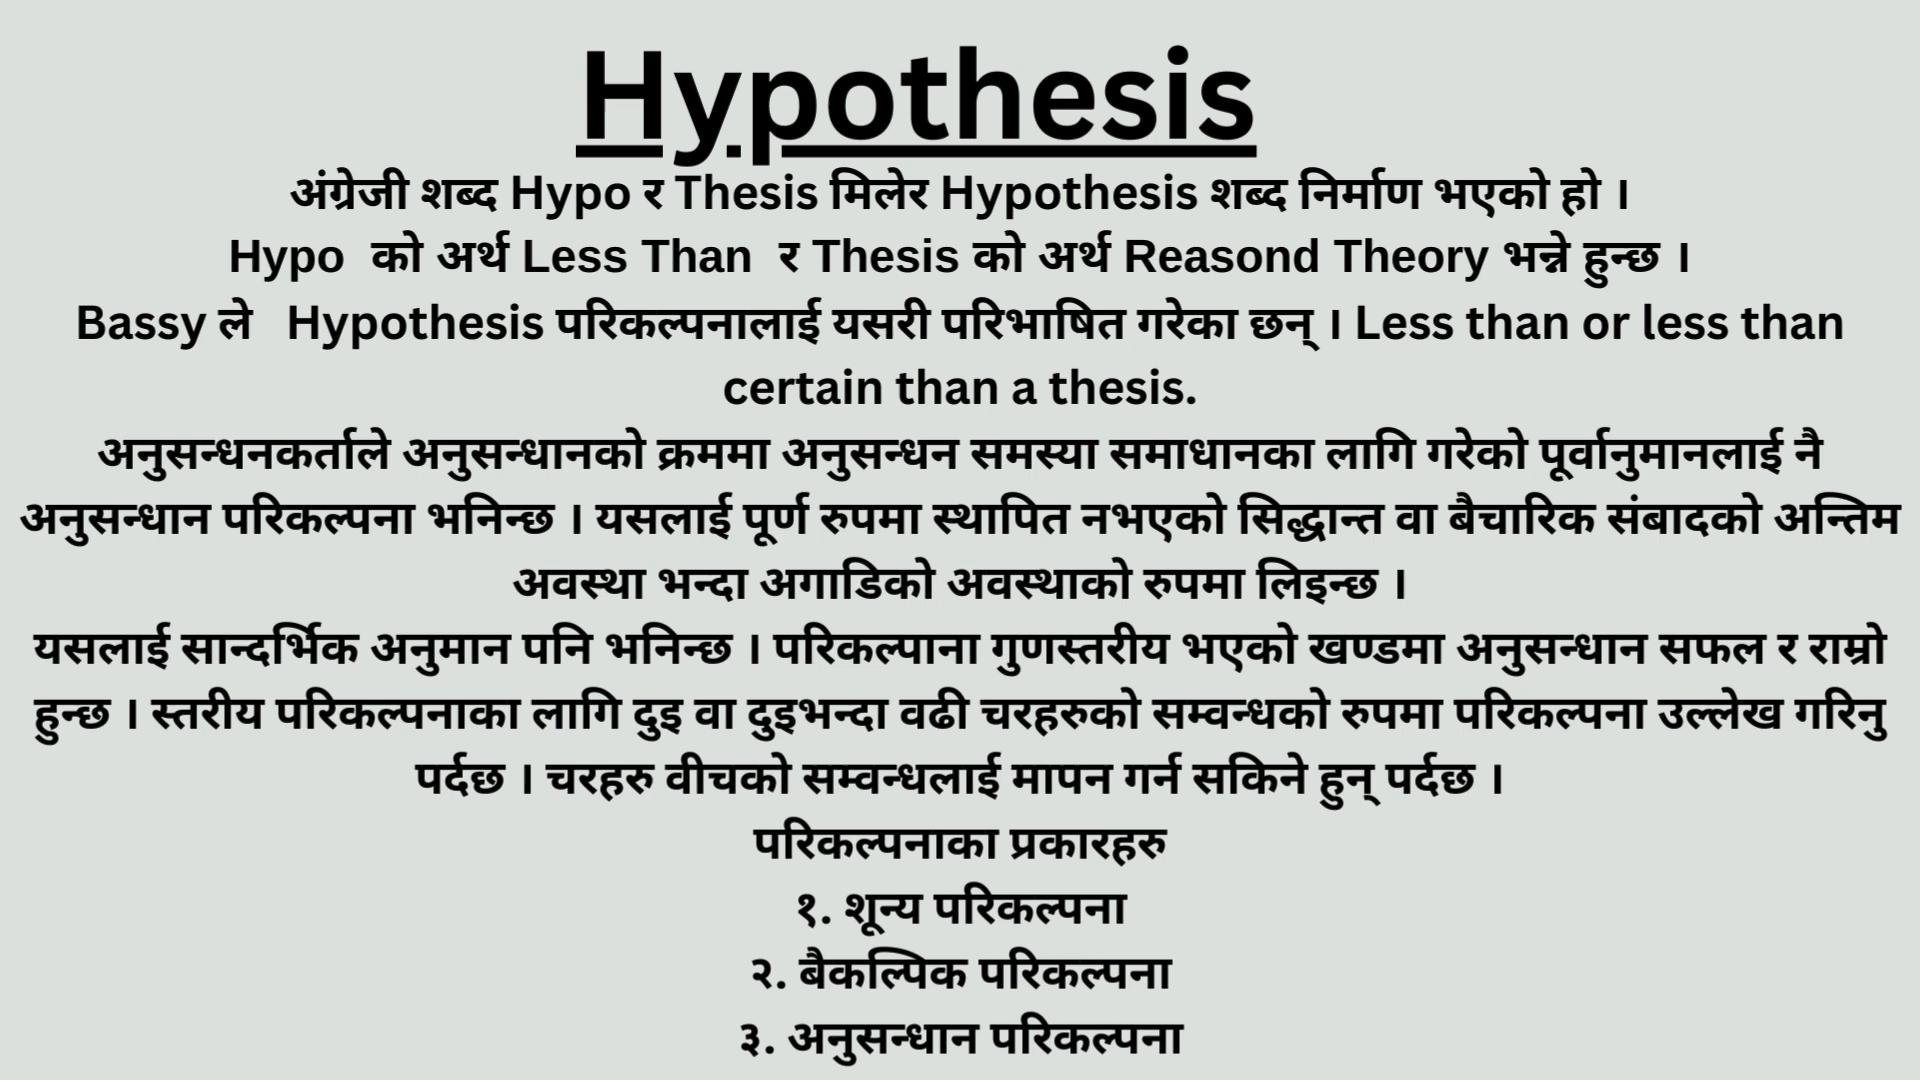 Hypothesis
अंग्रेजी शब्द Hypo र Thesis मिलेर Hypothesis शब्द निर्माण भएको हो ।
Hypo को अर्थ Less Than र Thesis को अर्थ Reasond Theory भन्ने हुन्छ ।
Bassy ले Hypothesis परिकल्पनालाई यसरी परिभाषित गरेका छन् । Less than or less than
certain than a thesis.
अनुसन्धनकर्ताले अनुसन्धानको क्रममा अनुसन्धन समस्या समाधानका लागि गरेको पूर्वानुमानलाई नै
अनुसन्धान परिकल्पना भनिन्छ । यसलाई पूर्ण रुपमा स्थापित नभएको सिद्धान्त वा बैचारिक संबादको अन्तिम
अवस्था भन्दा अगाडिको अवस्थाको रुपमा लिइन्छ ।
यसलाई सान्दर्भिक अनुमान पनि भनिन्छ । परिकल्पाना गुणस्तरीय भएको खण्डमा अनुसन्धान सफल र राम्रो
हुन्छ । स्तरीय परिकल्पनाका लागि दुइ वा दुइभन्दा वढी चरहरुको सम्वन्धको रुपमा परिकल्पना उल्लेख गरिनु
पर्दछ । चरहरु वीचको सम्वन्धलाई मापन गर्न सकिने हुन् पर्दछ ।
परिकल्पनाका प्रकारहरु
१. शून्य परिकल्पना
२. बैकल्पिक परिकल्पना
३. अनुसन्धान परिकल्पना